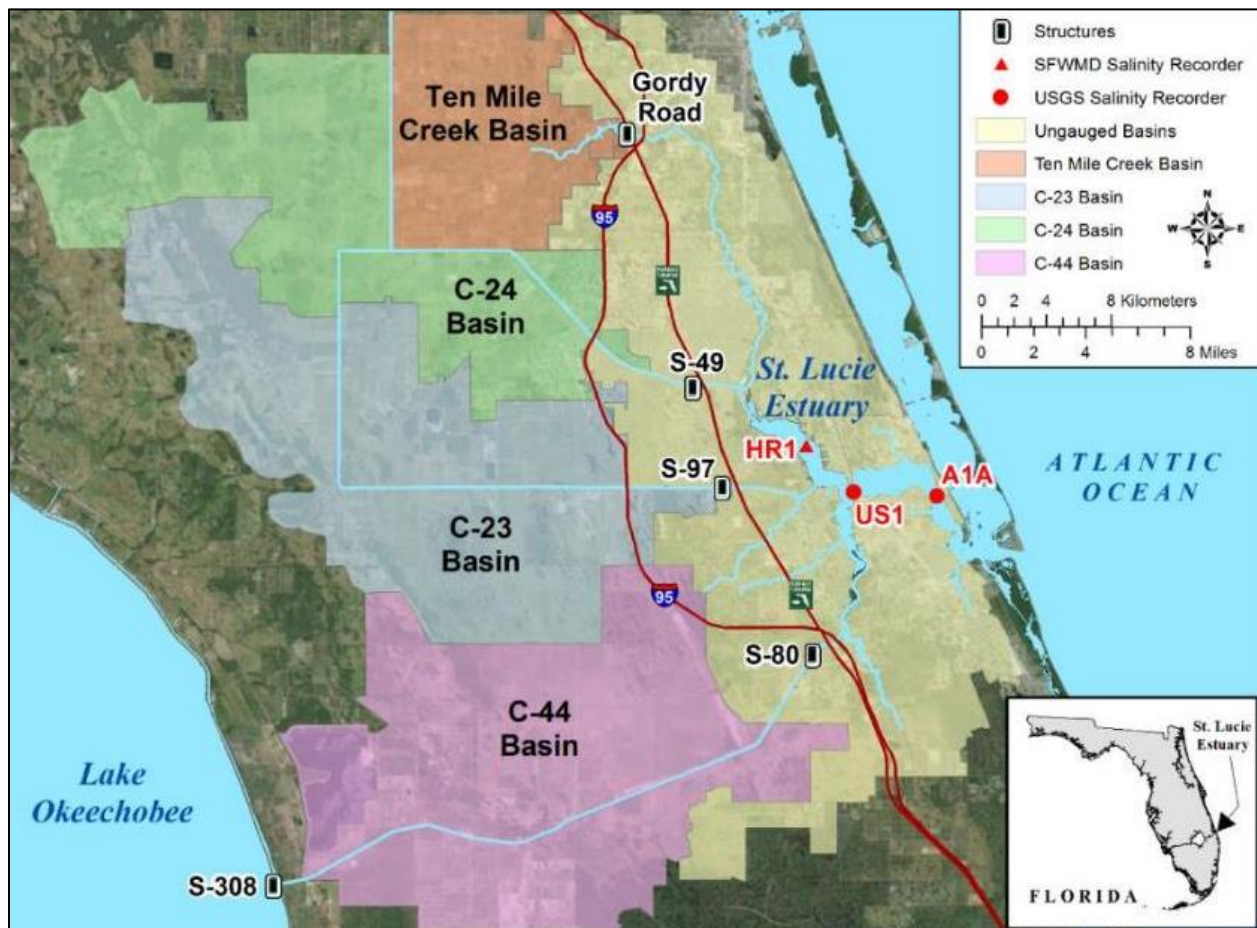 Structures
SFWMD Salinity Recorder
USGS Salinity Recorder
Ungauged Basins
Ten Mile Creek Basin
C-23 Basin
C-24 Basin
C-44 Basin
N
W
E
S
0 2 4 8 Kilometers
0 2 4 8 Miles
Gordy
Road
Ten Mile
Creek Basin
95
C-24
Basin
S-49
St. Lucie
Estuary
HR1
S-97
A1A
US1
ATLANTIC
OCEAN
C-23
Basin
95
S-80
C-44
Basin
Lake
Okeechobee
S-308
St. Lucie
Estuary
FLORIDA